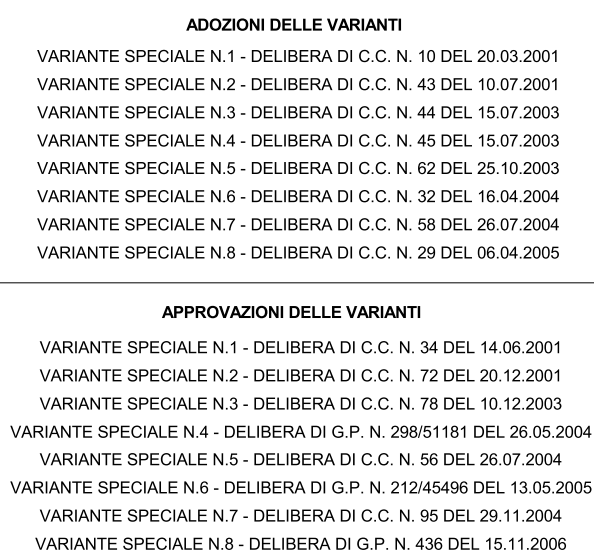 ADOZIONI DELLE VARIANTI
VARIANTE SPECIALE N.1 - DELIBERA DI C.C. N. 10 DEL 20.03.2001
VARIANTE SPECIALE N.2 - DELIBERA DI C.C. N. 43 DEL 10.07.2001
VARIANTE SPECIALE N.3 - DELIBERA DI C.C. N. 44 DEL 15.07.2003
VARIANTE SPECIALE N.4 - DELIBERA DI C.C. N. 45 DEL 15.07.2003
VARIANTE SPECIALE N.5 - DELIBERA DI C.C. N. 62 DEL 25.10.2003
VARIANTE SPECIALE N.6 - DELIBERA DI C.C. N. 32 DEL 16.04.2004
VARIANTE SPECIALE N.7 - DELIBERA DI C.C. N. 58 DEL 26.07.2004
VARIANTE SPECIALE N.8 - DELIBERA DI C.C. N. 29 DEL 06.04.2005
APPROVAZIONI DELLE VARIANTI
VARIANTE SPECIALE N.1 - DELIBERA DI C.C. N. 34 DEL 14.06.2001
VARIANTE SPECIALE N.2 - DELIBERA DI C.C. N. 72 DEL 20.12.2001
VARIANTE SPECIALE N.3 - DELIBERA DI C.C. N. 78 DEL 10.12.2003
VARIANTE SPECIALE N.4 - DELIBERA DI G.P. N. 298/51181 DEL 26.05.2004
VARIANTE SPECIALE N.5 - DELIBERA DI C.C. N. 56 DEL 26.07.2004
VARIANTE SPECIALE N.6 - DELIBERA DI G.P. N. 212/45496 DEL 13.05.2005
VARIANTE SPECIALE N.7 - DELIBERA DI C.C. N. 95 DEL 29.11.2004
VARIANTE SPECIALE N.8 - DELIBERA DI G.P. N. 436 DEL 15.11.2006